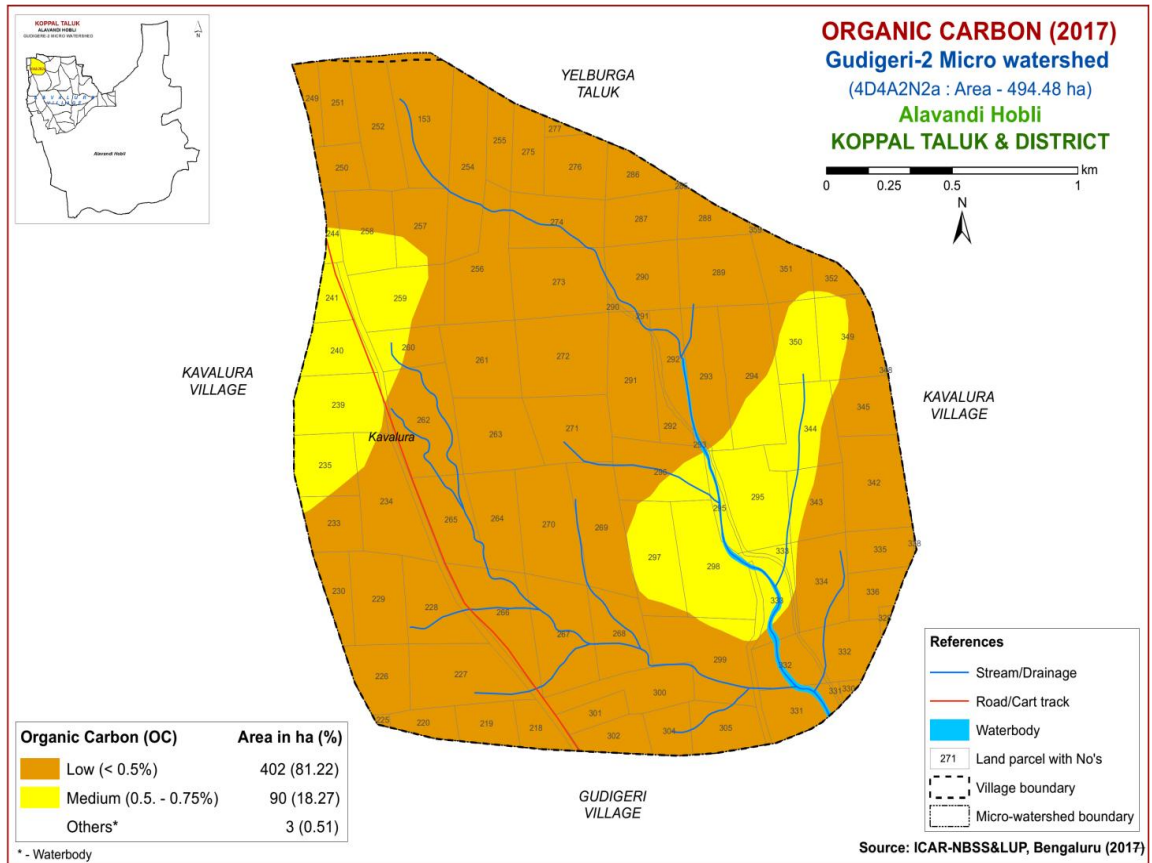 KOPPAL TALUK
ALAVANDI HOBLI
GUDIGERI-2 MICRO WATERSHED
N
KAVALURA
VILLAGE
Alavandi Hobli
ORGANIC CARBON (2017)
Gudigeri-2 Micro watershed
(4D4A2N2a : Area - 494.48 ha)
Alavandi Hobli
KOPPAL TALUK & DISTRICT
km
0 0.25 0.5 1
N
YELBURGA
TALUK
249 251 252 153 254 255 275 277 276
250 286 287 288
244 258 257 274 351 352
256 273 290 289
241 259 290 291
240 260 261 272 292 293 294 350 349 348
KAVALURA
VILLAGE
KAVALURA
VILLAGE
239 262 263 271 291 292 344 345
Kavalura
293
235 296 295 342
234 265 264 270 269 295 343
233 297 298 333 335 338
230 229 228 266 334 336
267 268 299 332 332
226 227 300 331 330
225 220 219 218 301 302 304 305 331
GUDIGERI
VILLAGE
References
Stream/Drainage
Road/Cart track
Waterbody
271 Land parcel with No's
Village boundary
Micro-watershed boundary
Organic Carbon (OC) Area in ha (%)
Low (< 0.5%) 402 (81.22)
Medium (0.5. - 0.75%) 90 (18.27)
Others* 3 (0.51)
* - Waterbody
Source: ICAR-NBSS&LUP, Bengaluru (2017)